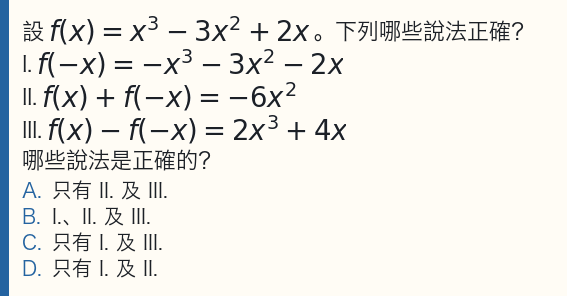 設 f(x) = x³ − 3x² + 2x。下列哪些說法正確?
I. f(−x) = −x³ − 3x² − 2x
II. f(x) + f(−x) = −6x²
III. f(x) − f(−x) = 2x³ + 4x
哪些說法是正確的?
A. 只有 II. 及 III.
B. I.、II. 及 III.
C. 只有 I. 及 III.
D. 只有 I. 及 II.